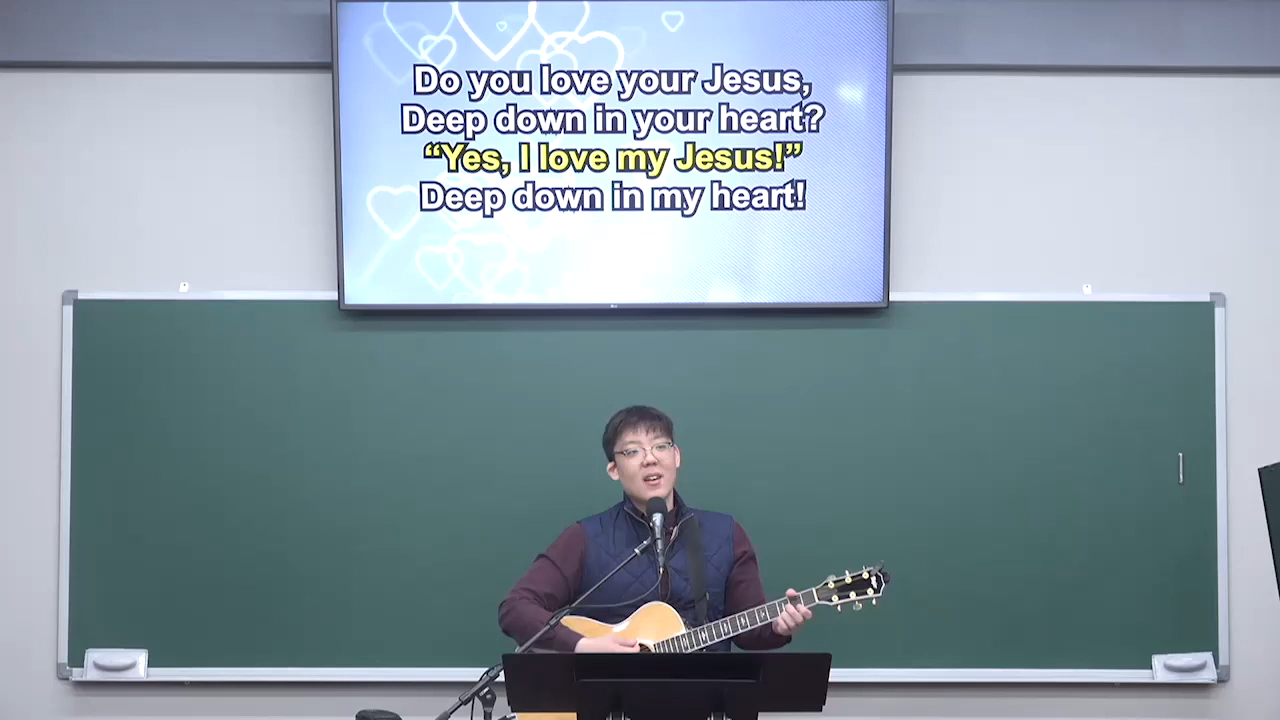 Do you love your Jesus,
Deep down in your heart?
“Yes, I love my Jesus!”
Deep down in my heart!